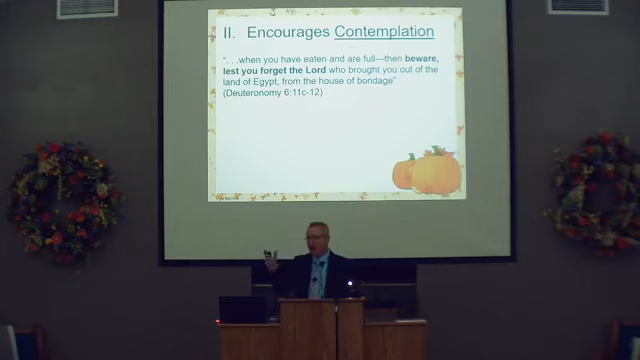 II. Encourages Contemplation
“. . .when you have eaten and are full—then beware,
lest you forget the Lord who brought you out of the
land of Egypt, from the house of bondage”
(Deuteronomy 6:11c-12)